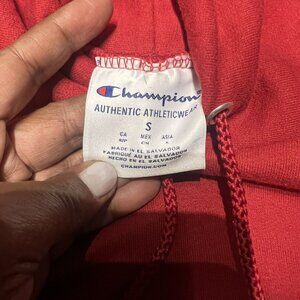 Champion
AUTHENTIC ATHLETICWEAR
S
CA MEX ASIA
MADE IN EL SALVADOR
FABRIQUÉ AU EL SALVADOR
HECHO EN EL SALVADOR
CHAMPION.COM